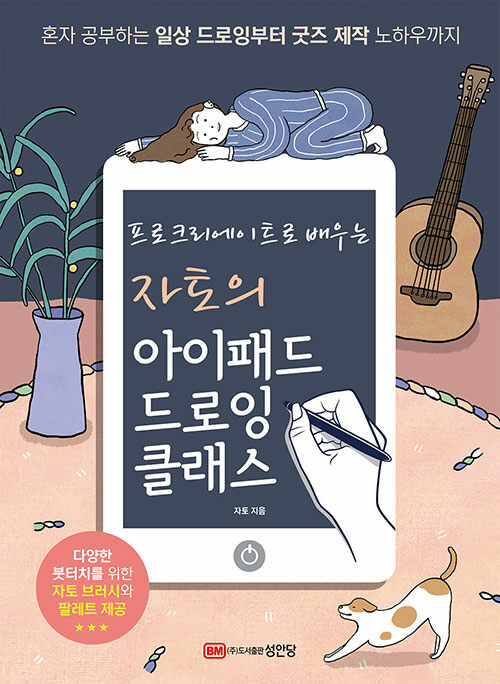 혼자 공부하는 일상 드로잉부터 굿즈 제작 노하우까지
프로크리에이트로 배우는
자토의
아이패드
드로잉
클래스
자토 지음
다양한
붓터치를 위한
자토 브러시와
팔레트 제공
★★★
BM (주)도서출판 성안당